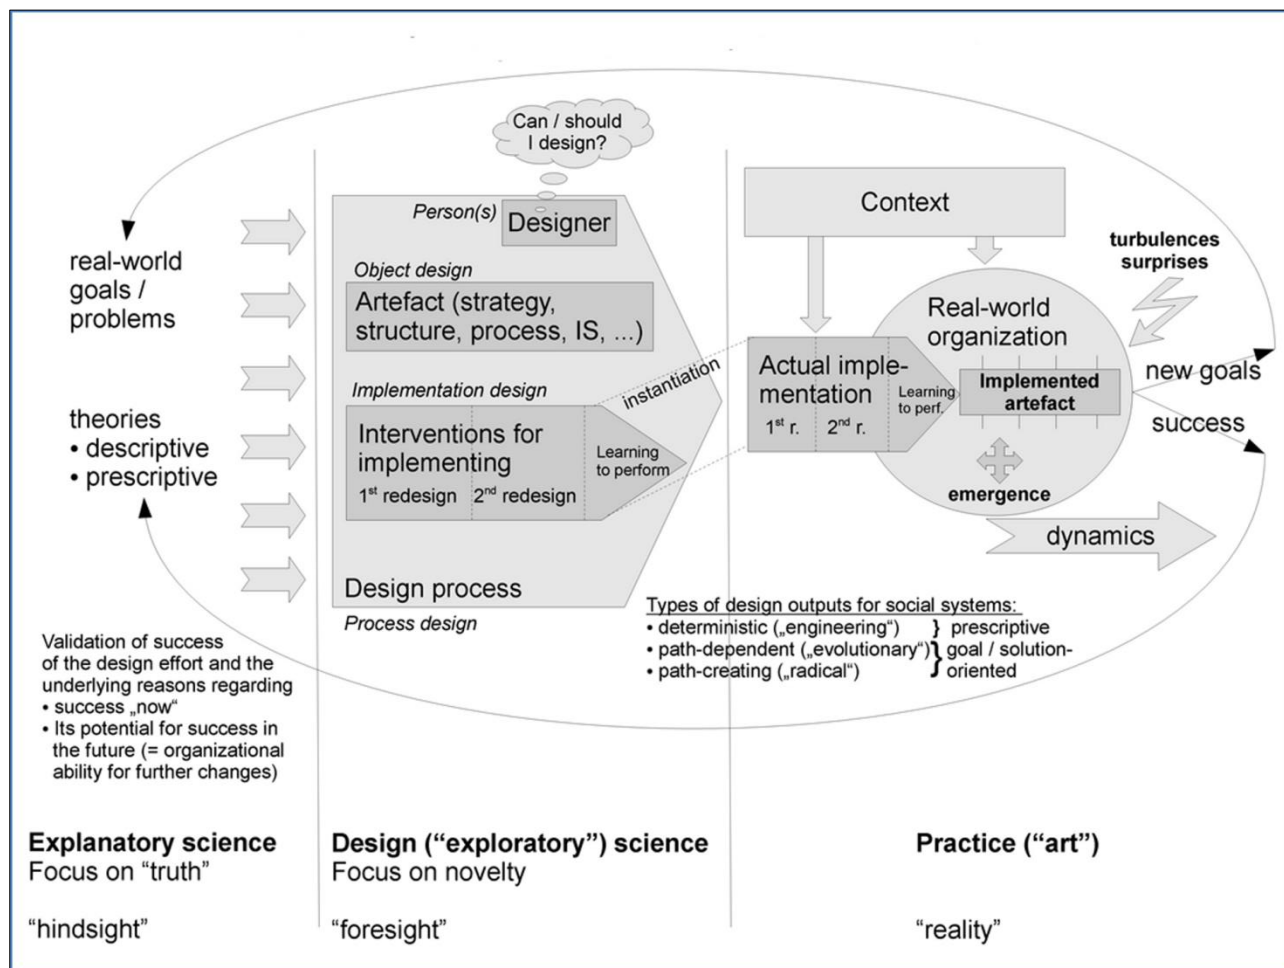 Can / should
I design?
Person(s)
Designer
Context
turbulences
surprises
real-world
goals /
problems
Object design
Artefact (strategy,
structure, process, IS, ...)
Real-world
organization
instantiation
Actual imple-
mentation
1st r. 2nd r.
Learning
to perf.
Implemented
artefact
new goals
success
Implementation design
theories
• descriptive
• prescriptive
Interventions for
implementing
1st redesign 2nd redesign
Learning
to perform
emergence
dynamics
Design process
Process design
Types of design outputs for social systems:
• deterministic („engineering“) } prescriptive
• path-dependent („evolutionary“) } goal / solution-
• path-creating („radical“) oriented
Validation of success
of the design effort and the
underlying reasons regarding
• success „now“
• Its potential for success in
the future (= organizational
ability for further changes)
Explanatory science
Focus on “truth”
“hindsight”
Design (“exploratory”) science
Focus on novelty
“foresight”
Practice (“art”)
“reality”